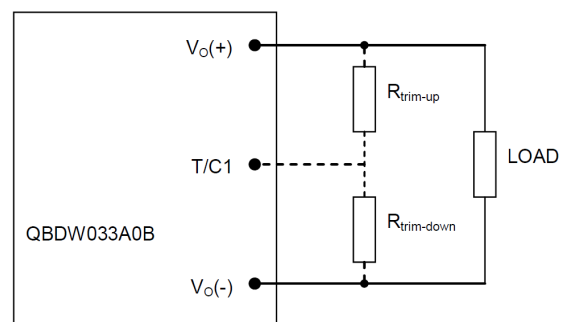 VO(+)
Rtrim-up
T/C1
LOAD
Rtrim-down
QBDW033A0B
VO(-)